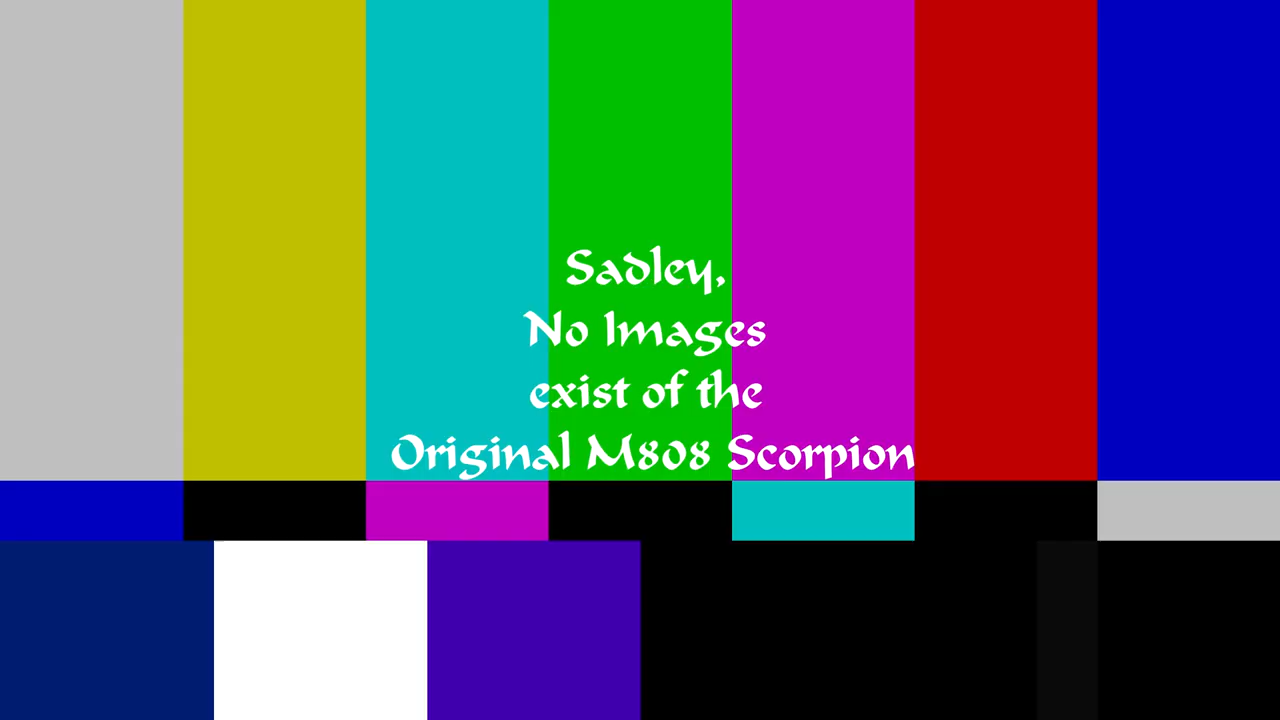 Sadley,
No Images
exist of the
Original M808 Scorpion